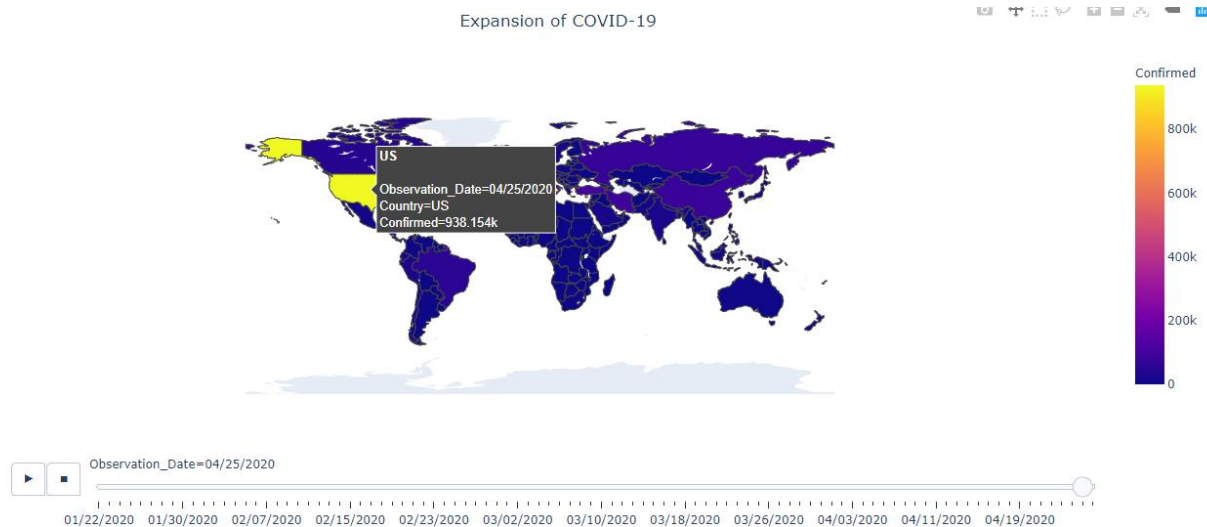 Expansion of COVID-19
Confirmed
800k
600k
400k
200k
0
US
Observation_Date=04/25/2020
Country=US
Confirmed=938.154k
Observation_Date=04/25/2020
01/22/2020 01/30/2020 02/07/2020 02/15/2020 02/23/2020 03/02/2020 03/10/2020 03/18/2020 03/26/2020 04/03/2020 04/11/2020 04/19/2020